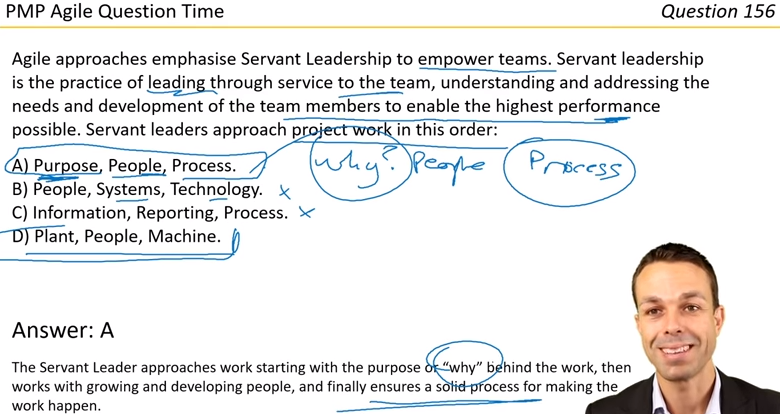 PMP Agile Question Time
Question 156
Agile approaches emphasise Servant Leadership to empower teams. Servant leadership
is the practice of leading through service to the team, understanding and addressing the
needs and development of the team members to enable the highest performance
possible. Servant leaders approach project work in this order:
A) Purpose, People, Process.
why? People Process
B) People, Systems, Technology. x
C) Information, Reporting, Process. x
D) Plant, People, Machine.
Answer: A
The Servant Leader approaches work starting with the purpose or “why” behind the work, then
works with growing and developing people, and finally ensures a solid process for making the
work happen.